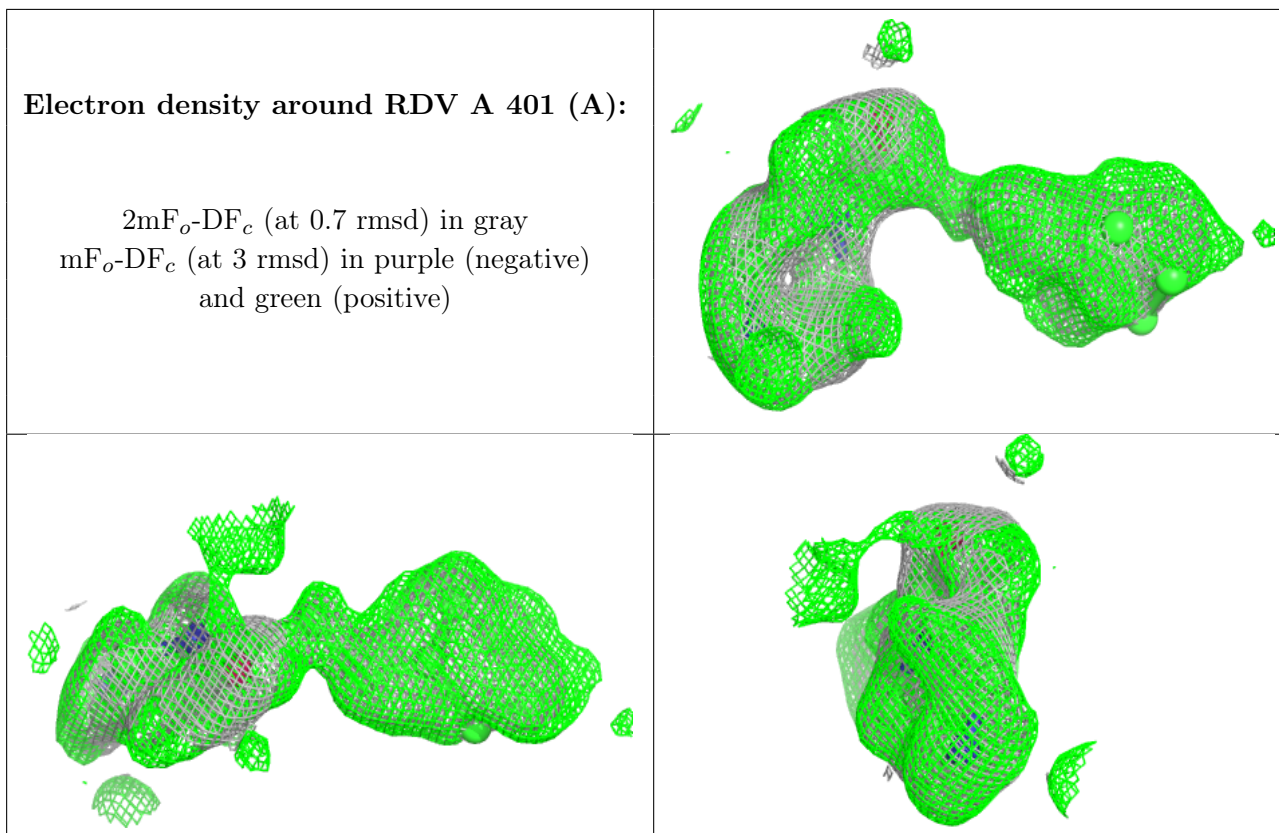 Electron density around RDV A 401 (A):
2mFo-DFc (at 0.7 rmsd) in gray
mFo-DFc (at 3 rmsd) in purple (negative)
and green (positive)